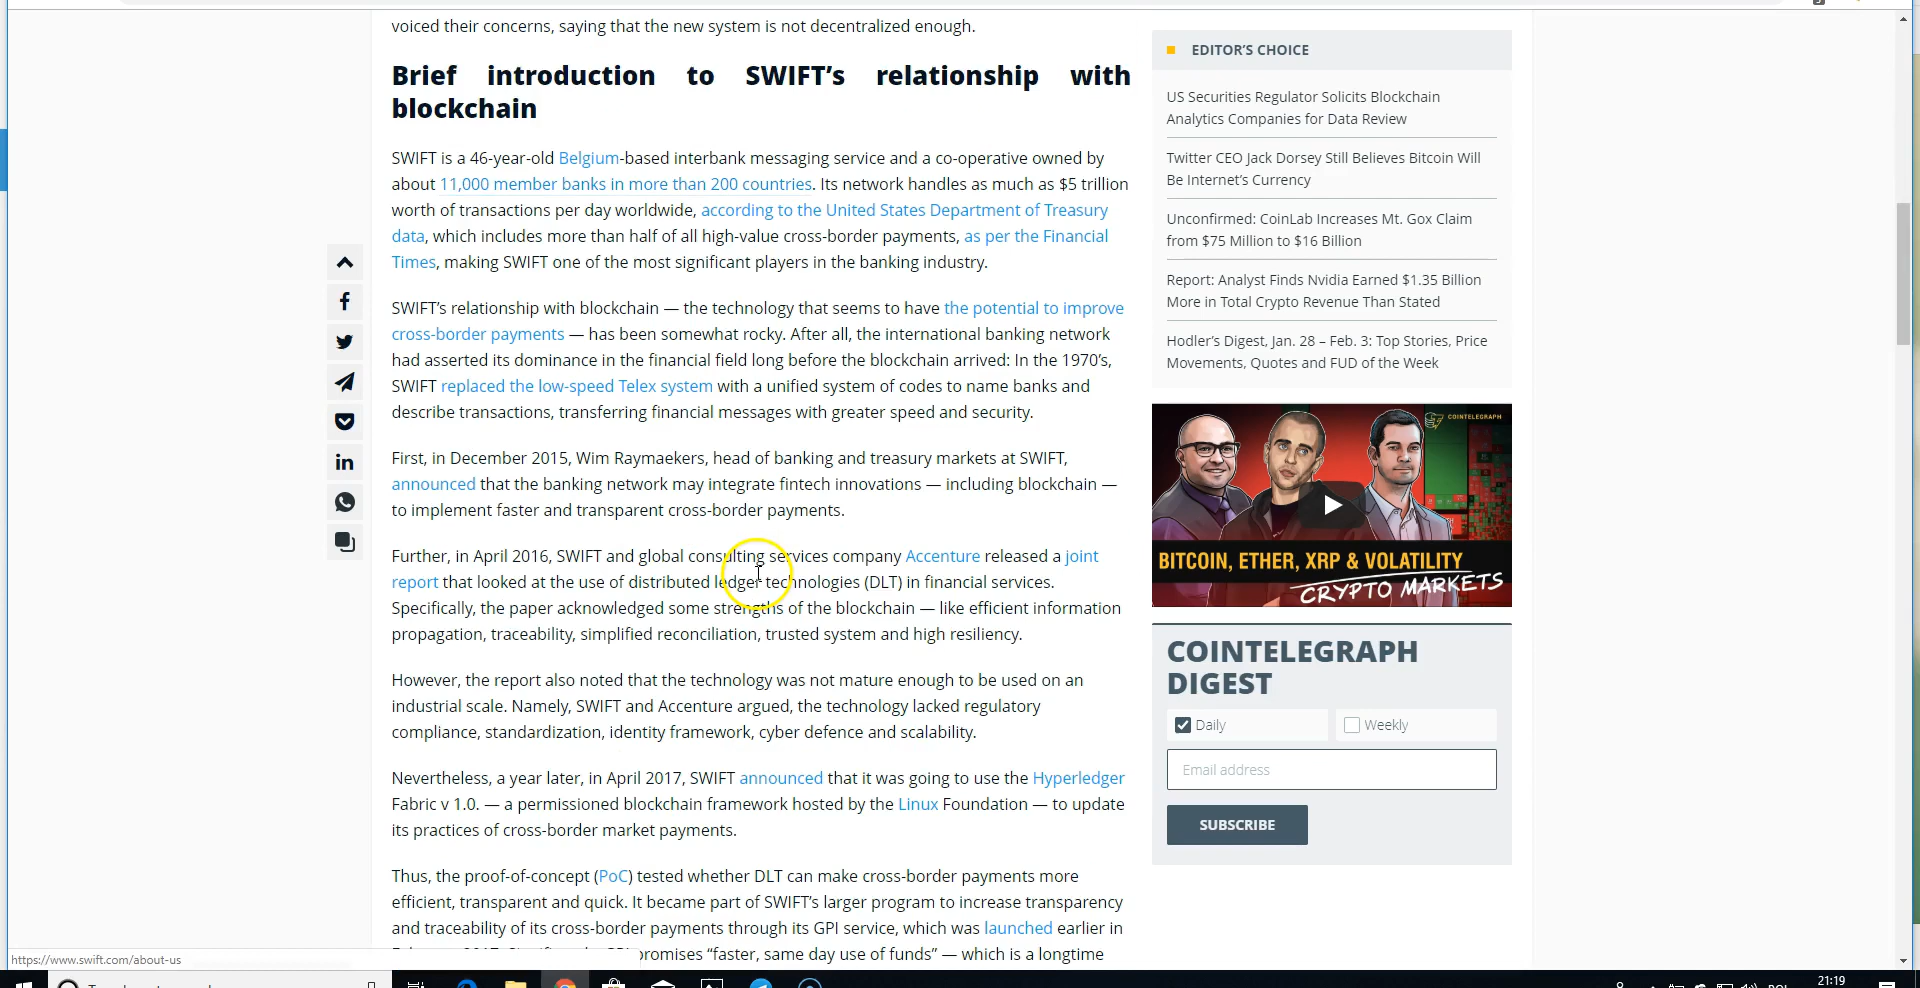 voiced their concerns, saying that the new system is not decentralized enough.
Brief introduction to SWIFT’s relationship with
blockchain
SWIFT is a 46-year-old Belgium-based interbank messaging service and a co-operative owned by
about 11,000 member banks in more than 200 countries. Its network handles as much as $5 trillion
worth of transactions per day worldwide, according to the United States Department of Treasury
data, which includes more than half of all high-value cross-border payments, as per the Financial
Times, making SWIFT one of the most significant players in the banking industry.
SWIFT’s relationship with blockchain — the technology that seems to have the potential to improve
cross-border payments — has been somewhat rocky. After all, the international banking network
had asserted its dominance in the financial field long before the blockchain arrived: In the 1970’s,
SWIFT replaced the low-speed Telex system with a unified system of codes to name banks and
describe transactions, transferring financial messages with greater speed and security.
First, in December 2015, Wim Raymaekers, head of banking and treasury markets at SWIFT,
announced that the banking network may integrate fintech innovations — including blockchain —
to implement faster and transparent cross-border payments.
Further, in April 2016, SWIFT and global consulting services company Accenture released a joint
report that looked at the use of distributed ledger technologies (DLT) in financial services.
Specifically, the paper acknowledged some strengths of the blockchain — like efficient information
propagation, traceability, simplified reconciliation, trusted system and high resiliency.
However, the report also noted that the technology was not mature enough to be used on an
industrial scale. Namely, SWIFT and Accenture argued, the technology lacked regulatory
compliance, standardization, identity framework, cyber defence and scalability.
Nevertheless, a year later, in April 2017, SWIFT announced that it was going to use the Hyperledger
Fabric v 1.0. — a permissioned blockchain framework hosted by the Linux Foundation — to update
its practices of cross-border market payments.
Thus, the proof-of-concept (PoC) tested whether DLT can make cross-border payments more
efficient, transparent and quick. It became part of SWIFT’s larger program to increase transparency
and traceability of its cross-border payments through its GPI service, which was launched earlier in
promises “faster, same day use of funds” — which is a longtime
https://www.swift.com/about-us
EDITOR’S CHOICE
US Securities Regulator Solicits Blockchain
Analytics Companies for Data Review
Twitter CEO Jack Dorsey Still Believes Bitcoin Will
Be Internet’s Currency
Unconfirmed: CoinLab Increases Mt. Gox Claim
from $75 Million to $16 Billion
Report: Analyst Finds Nvidia Earned $1.35 Billion
More in Total Crypto Revenue Than Stated
Hodler’s Digest, Jan. 28 – Feb. 3: Top Stories, Price
Movements, Quotes and FUD of the Week
COINTELEGRAPH
BITCOIN, ETHER, XRP & VOLATILITY
CRYPTO MARKETS
COINTELEGRAPH
DIGEST
Daily
Weekly
Email address
SUBSCRIBE
21:19